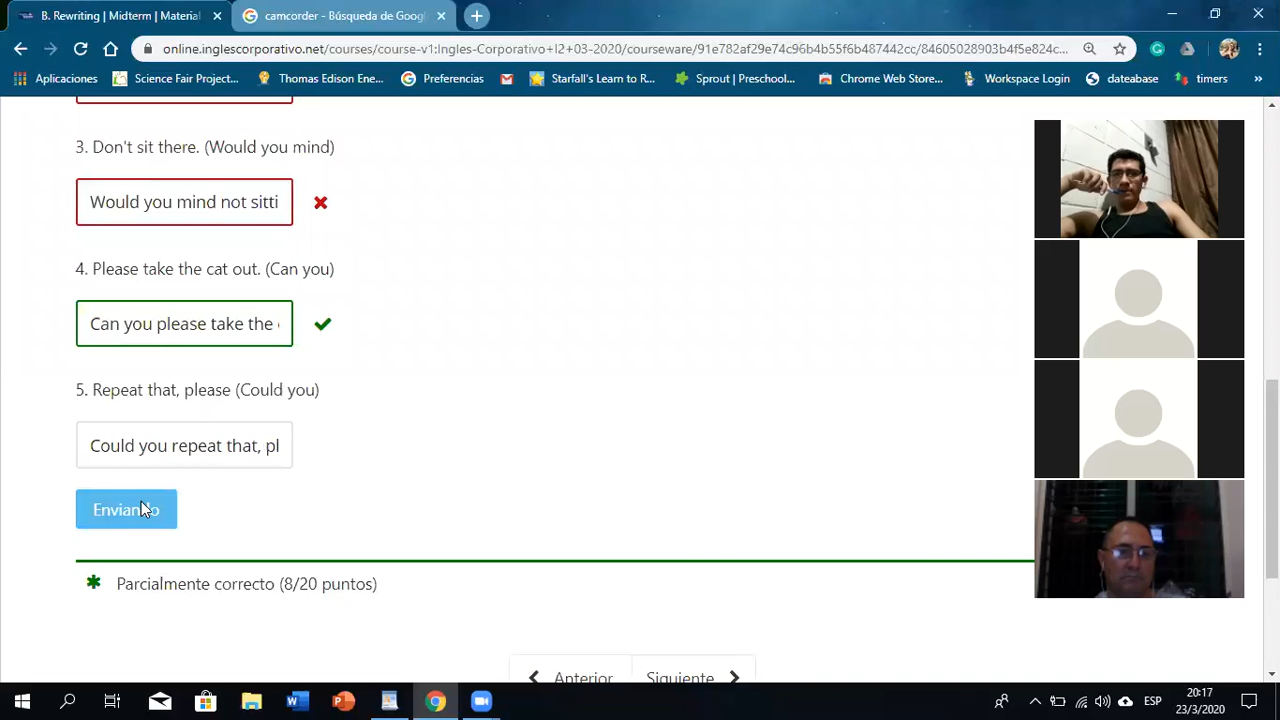 B. Rewriting | Midterm | Material
camcorder - Búsqueda de Goog
online.inglescorporativo.net/courses/course-v1:Ingles-Corporativo+I2+03-2020/courseware/91e782af29e74c96b4b55f6b487442cc/84605028903b4f5e824c...
Aplicaciones
Science Fair Project...
Thomas Edison Ene...
Preferencias
Starfall's Learn to R...
Sprout | Preschool...
Chrome Web Store...
Workspace Login
dateabase
timers
3. Don't sit there. (Would you mind)
Would you mind not sitti
4. Please take the cat out. (Can you)
Can you please take the
5. Repeat that, please (Could you)
Could you repeat that, pl
Enviando
Parcialmente correcto (8/20 puntos)
Anterior
Siguiente
ESP
20:17
23/3/2020